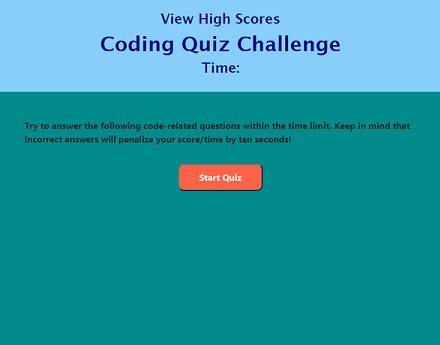 View High Scores
Coding Quiz Challenge
Time:
Try to answer the following code-related questions within the time limit. Keep in mind that
incorrect answers will penalize your score/time by ten seconds!
Start Quiz